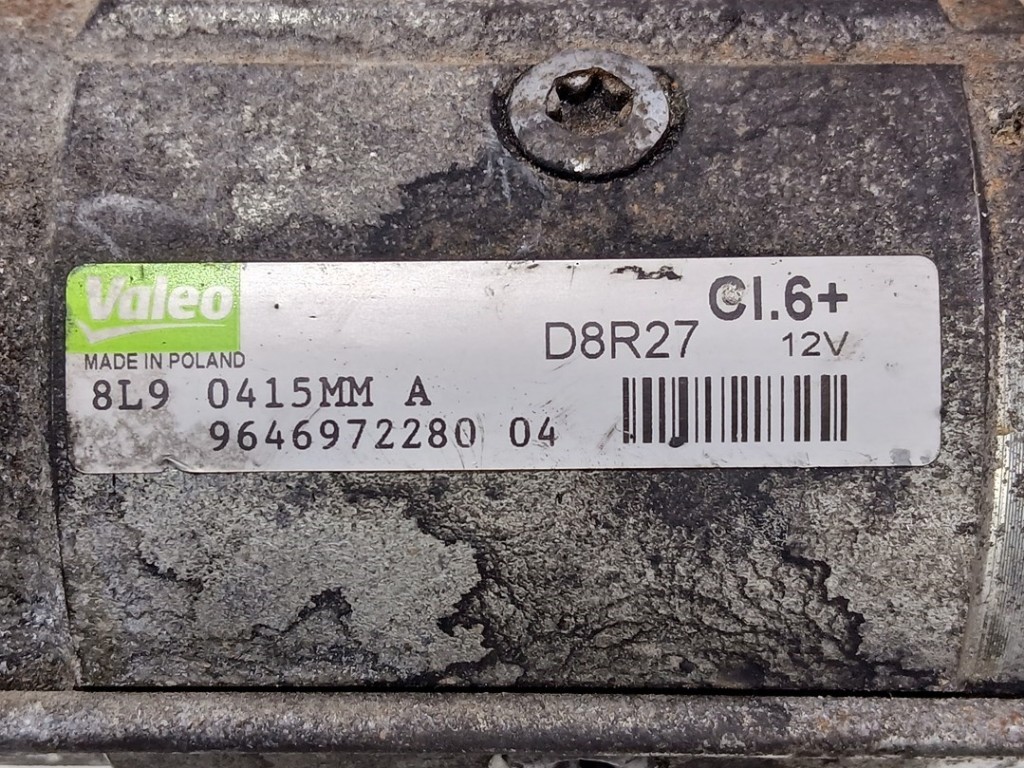 Valeo
MADE IN POLAND
Cl.6+
D8R27 12V
8L9 0415MM A
9646972280 04